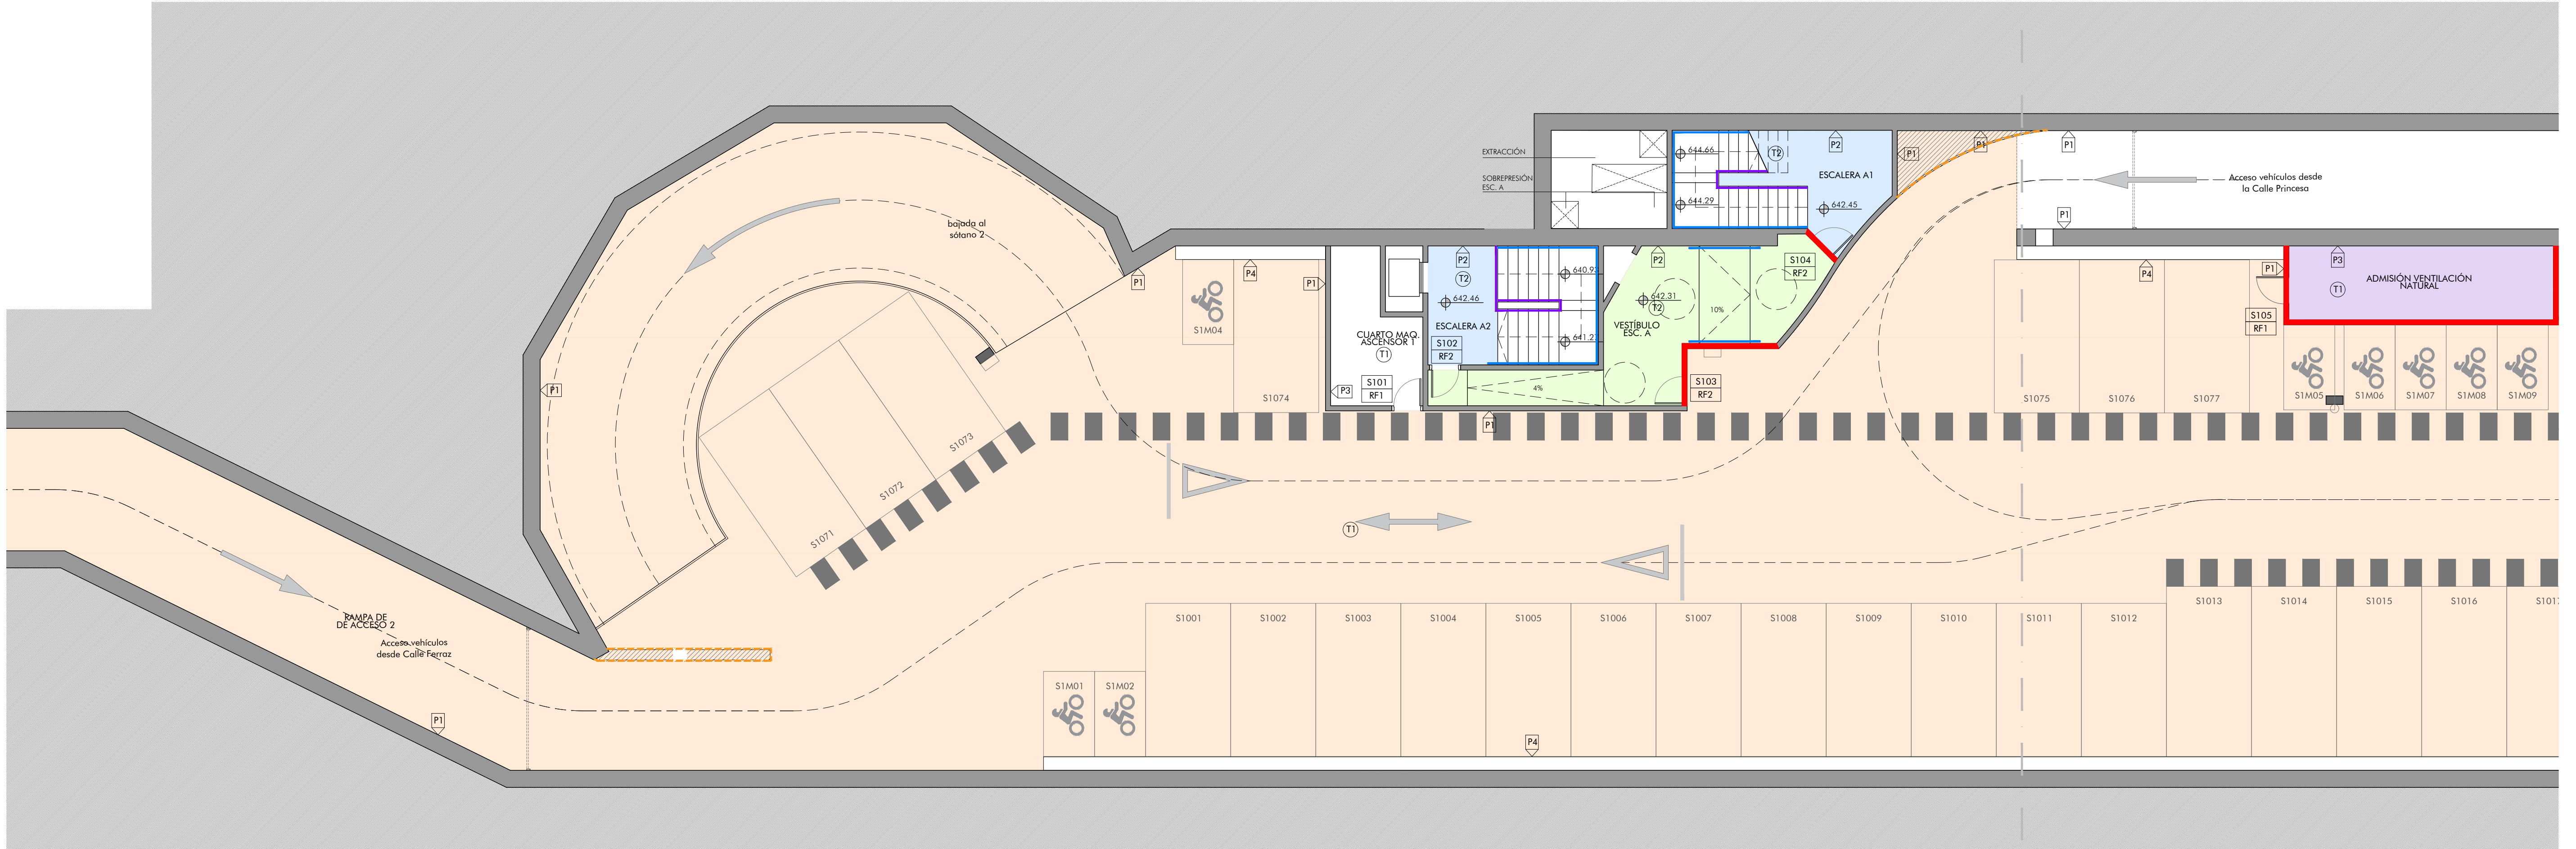 EXTRACCIÓN
SOBREPRESIÓN
ESC. A
644.66
T2
P2
ESCALERA A1
644.29
642.45
P1
P1
P1
Acceso vehículos desde
la Calle Princesa
P1
bajada al
sótano 2
P1
P4
P1
S1M04
S1074
P2
T2
642.46
ESCALERA A2
S102
RF2
641.2
CUARTO MAQ.
ASCENSOR 1
T1
P3
S101
RF1
P2
642.31
T2
VESTÍBULO
ESC. A
10%
4%
S104
RF2
S103
RF2
P1
P4
P1
S105
RF1
P3
ADMISIÓN VENTILACIÓN
NATURAL
T1
S1075
S1076
S1077
S1M05
S1M06
S1M07
S1M08
S1M09
P1
S1073
S1072
S1071
T1
RAMPA DE
DE ACCESO 2
Acceso vehículos
desde Calle Ferraz
P1
S1M01
S1M02
S1001
S1002
S1003
S1004
S1005
S1006
S1007
S1008
S1009
S1010
S1011
S1012
S1013
S1014
S1015
S1016
P4